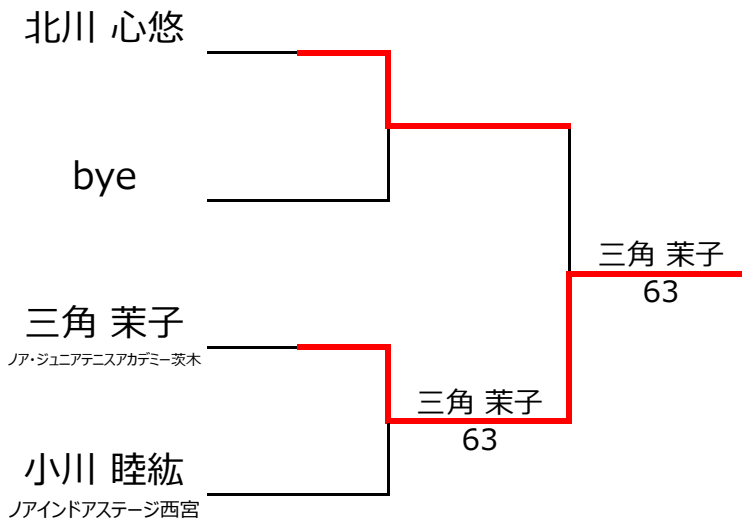 北川 心悠
bye
三角 茉子
63
三角 茉子
ノア・ジュニアテニスアカデミー茨木
三角 茉子
63
小川 睦紘
ノアインドアステージ西宮